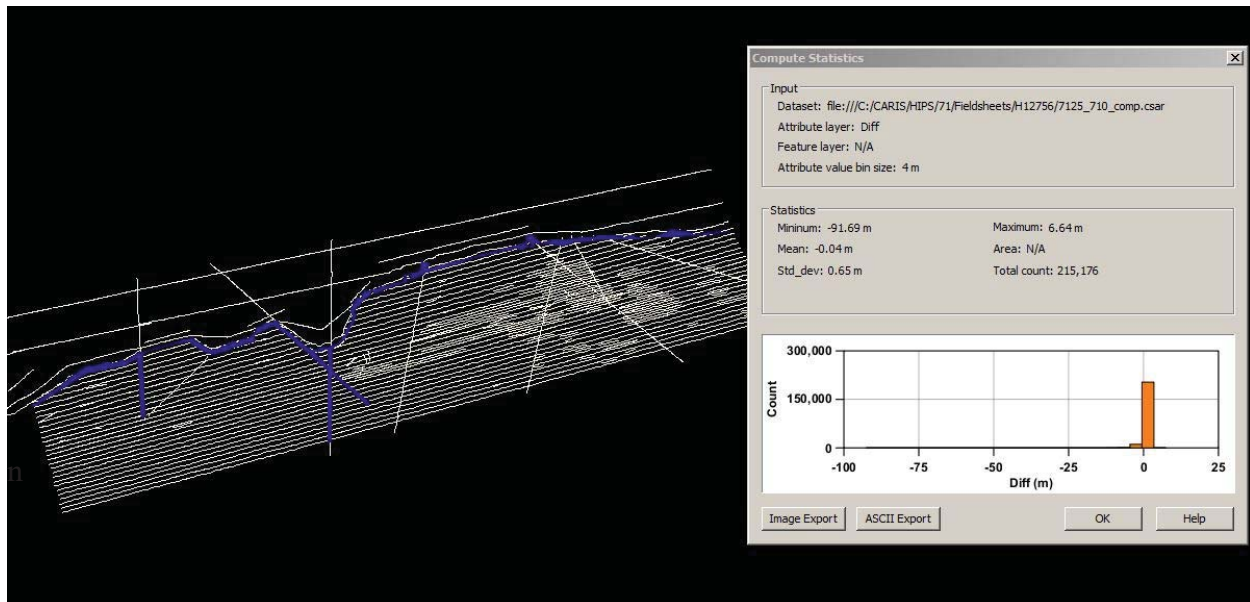 Compute Statistics
Input
Dataset: file:///C:/CARIS/HIPS/71/Fieldsheets/H12756/7125_710_comp.csar
Attribute layer: Diff
Feature layer: N/A
Attribute value bin size: 4 m
Statistics
Mininum: -91.69 m Maximum: 6.64 m
Mean: -0.04 m Area: N/A
Std_dev: 0.65 m Total count: 215,176
300,000
150,000
0
Count
-100 -75 -50 -25 0 25
Diff (m)
Image Export ASCII Export OK Help
n